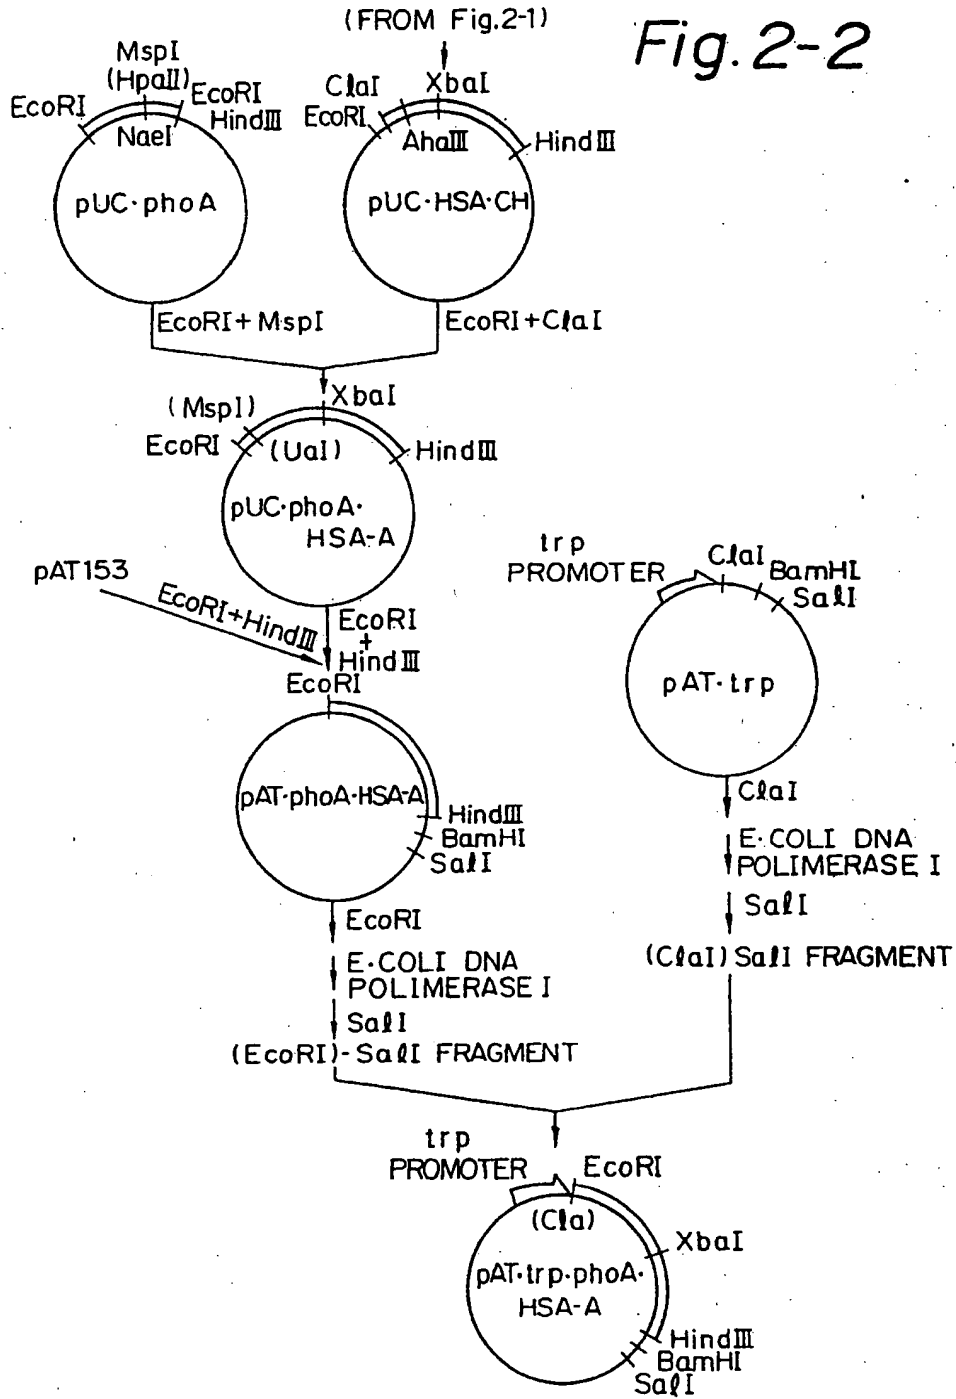 (FROM Fig.2-1)
Fig.2-2
MspI
(HpaII)
EcoRI
EcoRI
HindIII
NaeI
pUC·phoA
ClaI
XbaI
EcoRI
AhaIII
HindIII
pUC·HSA·CH
EcoRI+MspI
EcoRI+ClaI
XbaI
(MspI)
EcoRI
(UaI)
HindIII
pUC·phoA·
HSA-A
pAT153
EcoRI+HindIII
EcoRI
+
HindIII
EcoRI
pAT·phoA·HSA-A
HindIII
BamHI
SalI
EcoRI
E·COLI DNA
POLIMERASE I
SalI
(EcoRI)-SalI FRAGMENT
trp
PROMOTER
ClaI
BamHI
SalI
pAT·trp
ClaI
E·COLI DNA
POLIMERASE I
SalI
(ClaI) SalI FRAGMENT
trp
PROMOTER
EcoRI
(Cla)
XbaI
pAT·trp·phoA·
HSA-A
HindIII
BamHI
SalI